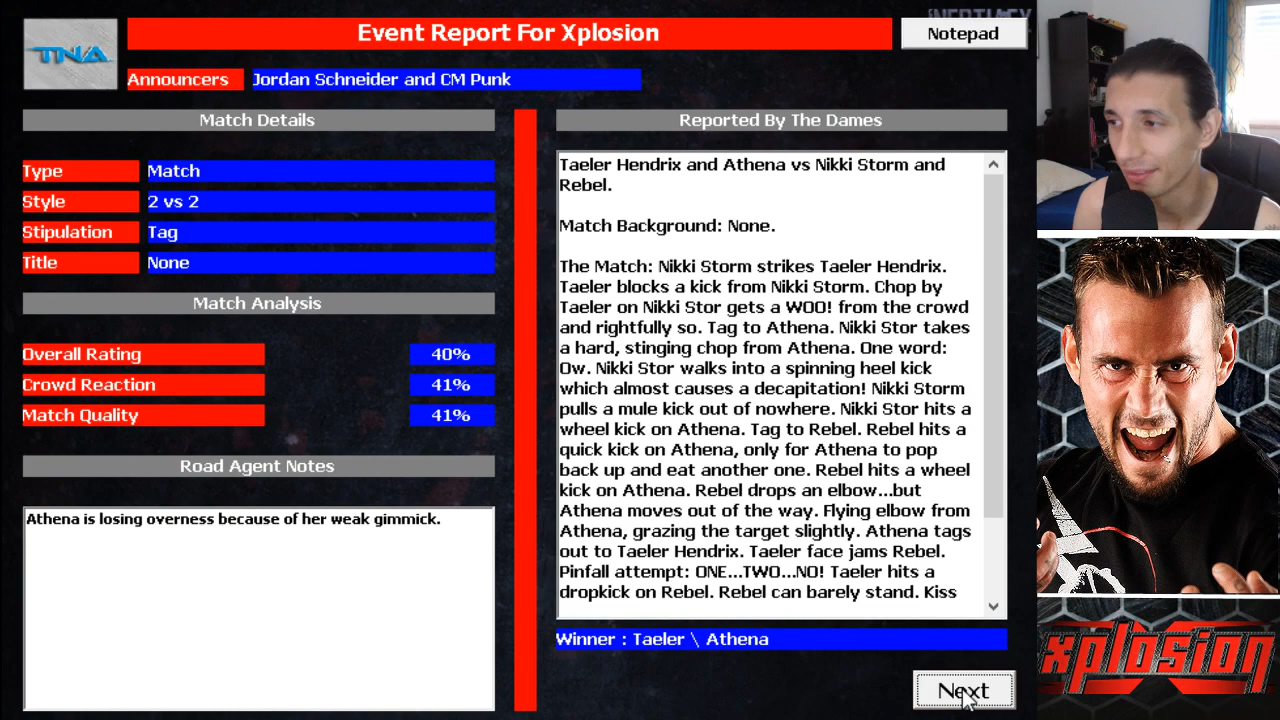 TNA
Event Report For Xplosion
Notepad
Announcers
Jordan Schneider and CM Punk
Match Details
Type
Match
Style
2 vs 2
Stipulation
Tag
Title
None
Match Analysis
Overall Rating
40%
Crowd Reaction
41%
Match Quality
41%
Road Agent Notes
Athena is losing overness because of her weak gimmick.
Reported By The Dames
Taeler Hendrix and Athena vs Nikki Storm and
Rebel.
Match Background: None.
The Match: Nikki Storm strikes Taeler Hendrix.
Taeler blocks a kick from Nikki Storm. Chop by
Taeler on Nikki Stor gets a WOO! from the crowd
and rightfully so. Tag to Athena. Nikki Stor takes
a hard, stinging chop from Athena. One word:
Ow. Nikki Stor walks into a spinning heel kick
which almost causes a decapitation! Nikki Storm
pulls a mule kick out of nowhere. Nikki Stor hits a
wheel kick on Athena. Tag to Rebel. Rebel hits a
quick kick on Athena, only for Athena to pop
back up and eat another one. Rebel hits a wheel
kick on Athena. Rebel drops an elbow...but
Athena moves out of the way. Flying elbow from
Athena, grazing the target slightly. Athena tags
out to Taeler Hendrix. Taeler face jams Rebel.
Pinfall attempt: ONE...TWO...NO! Taeler hits a
dropkick on Rebel. Rebel can barely stand. Kiss
Winner : Taeler \ Athena
Next
xplosion